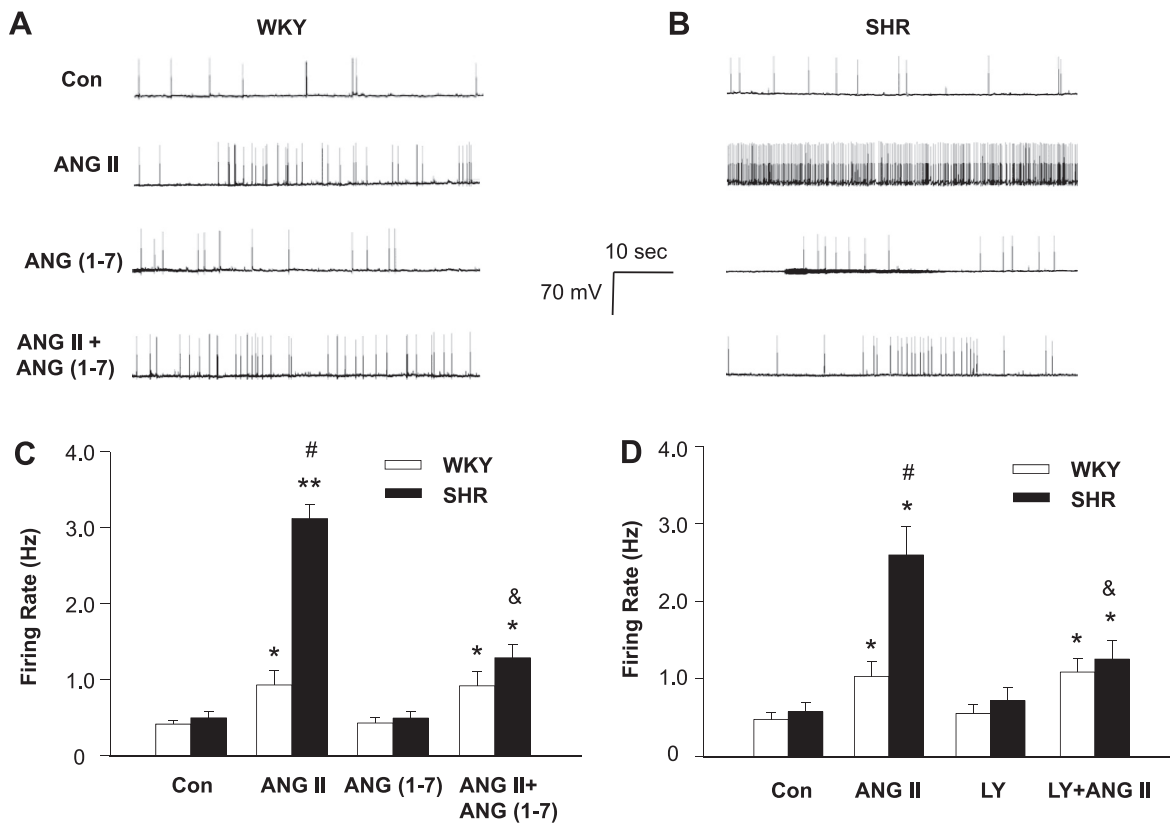 A
WKY
B
SHR
Con
ANG II
ANG (1-7)
10 sec
70 mV
ANG II +
ANG (1-7)
C
4.0
3.0
2.0
1.0
0
Firing Rate (Hz)
#
**
*
&
*
*
WKY
SHR
Con
ANG II
ANG (1-7)
ANG II+
ANG (1-7)
D
4.0
3.0
2.0
1.0
0
Firing Rate (Hz)
#
*
*
&
*
*
WKY
SHR
Con
ANG II
LY
LY+ANG II